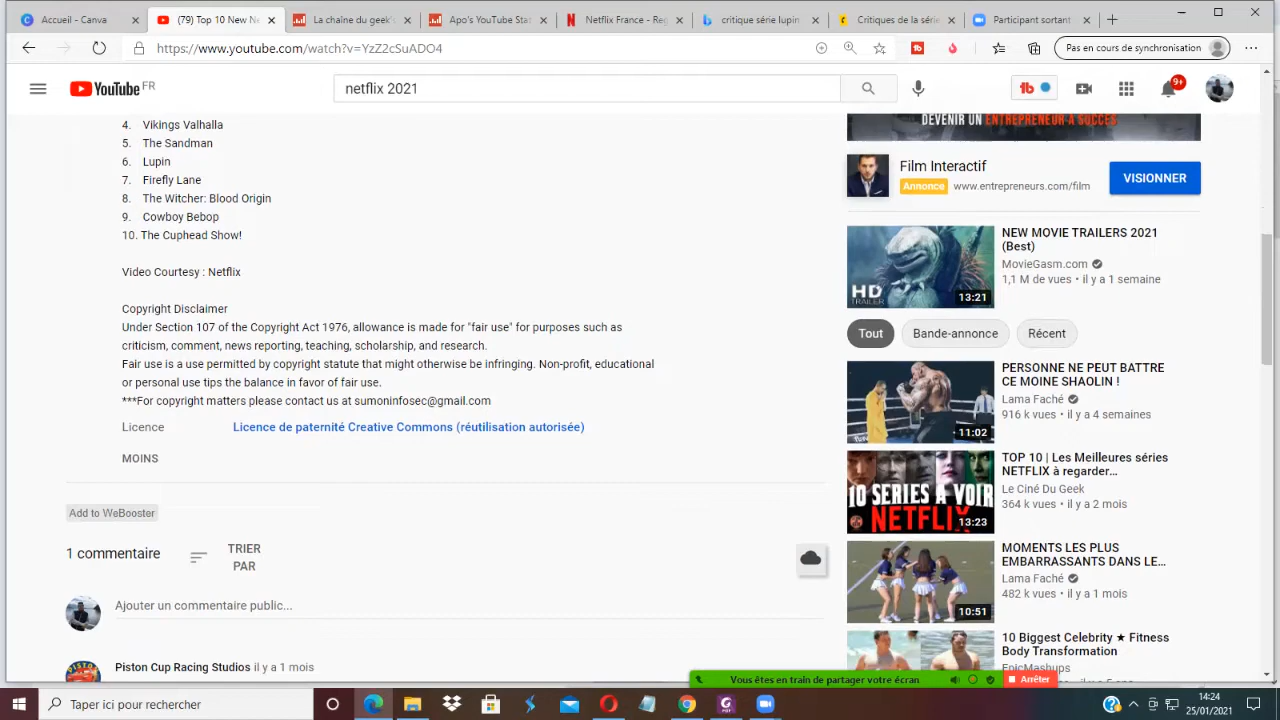 Accueil - Canva
(79) Top 10 New Ne
La chaîne du geek's
Apo's YouTube Sta
Netflix France - Reg
critique série lupin
Critiques de la série
Participant sortant
https://www.youtube.com/watch?v=YzZ2cSuADO4
Pas en cours de synchronisation
YouTube FR
netflix 2021
9+
4. Vikings Valhalla
5. The Sandman
6. Lupin
7. Firefly Lane
8. The Witcher: Blood Origin
9. Cowboy Bebop
10. The Cuphead Show!
Video Courtesy : Netflix
Copyright Disclaimer
Under Section 107 of the Copyright Act 1976, allowance is made for "fair use" for purposes such as
criticism, comment, news reporting, teaching, scholarship, and research.
Fair use is a use permitted by copyright statute that might otherwise be infringing. Non-profit, educational
or personal use tips the balance in favor of fair use.
***For copyright matters please contact us at sumoninfosec@gmail.com
Licence
Licence de paternité Creative Commons (réutilisation autorisée)
MOINS
Add to WeBooster
1 commentaire
TRIER
PAR
Ajouter un commentaire public...
Piston Cup Racing Studios il y a 1 mois
DEVENIR UN ENTREPRENEUR À SUCCÈS
Film Interactif
Annonce www.entrepreneurs.com/film
VISIONNER
NEW MOVIE TRAILERS 2021
(Best)
MovieGasm.com
1,1 M de vues • il y a 1 semaine
HD
TRAILER
13:21
Tout
Bande-annonce
Récent
PERSONNE NE PEUT BATTRE
CE MOINE SHAOLIN !
Lama Faché
916 k vues • il y a 4 semaines
11:02
TOP 10 | Les Meilleures séries
NETFLIX à regarder...
Le Ciné Du Geek
364 k vues • il y a 2 mois
10 SERIES A VOIR
NETFLIX
13:23
MOMENTS LES PLUS
EMBARRASSANTS DANS LE...
Lama Faché
482 k vues • il y a 1 mois
10:51
10 Biggest Celebrity ★ Fitness
Body Transformation
EpicMashups
Vous êtes en train de partager votre écran
Arrêter
Taper ici pour rechercher
14:24
25/01/2021